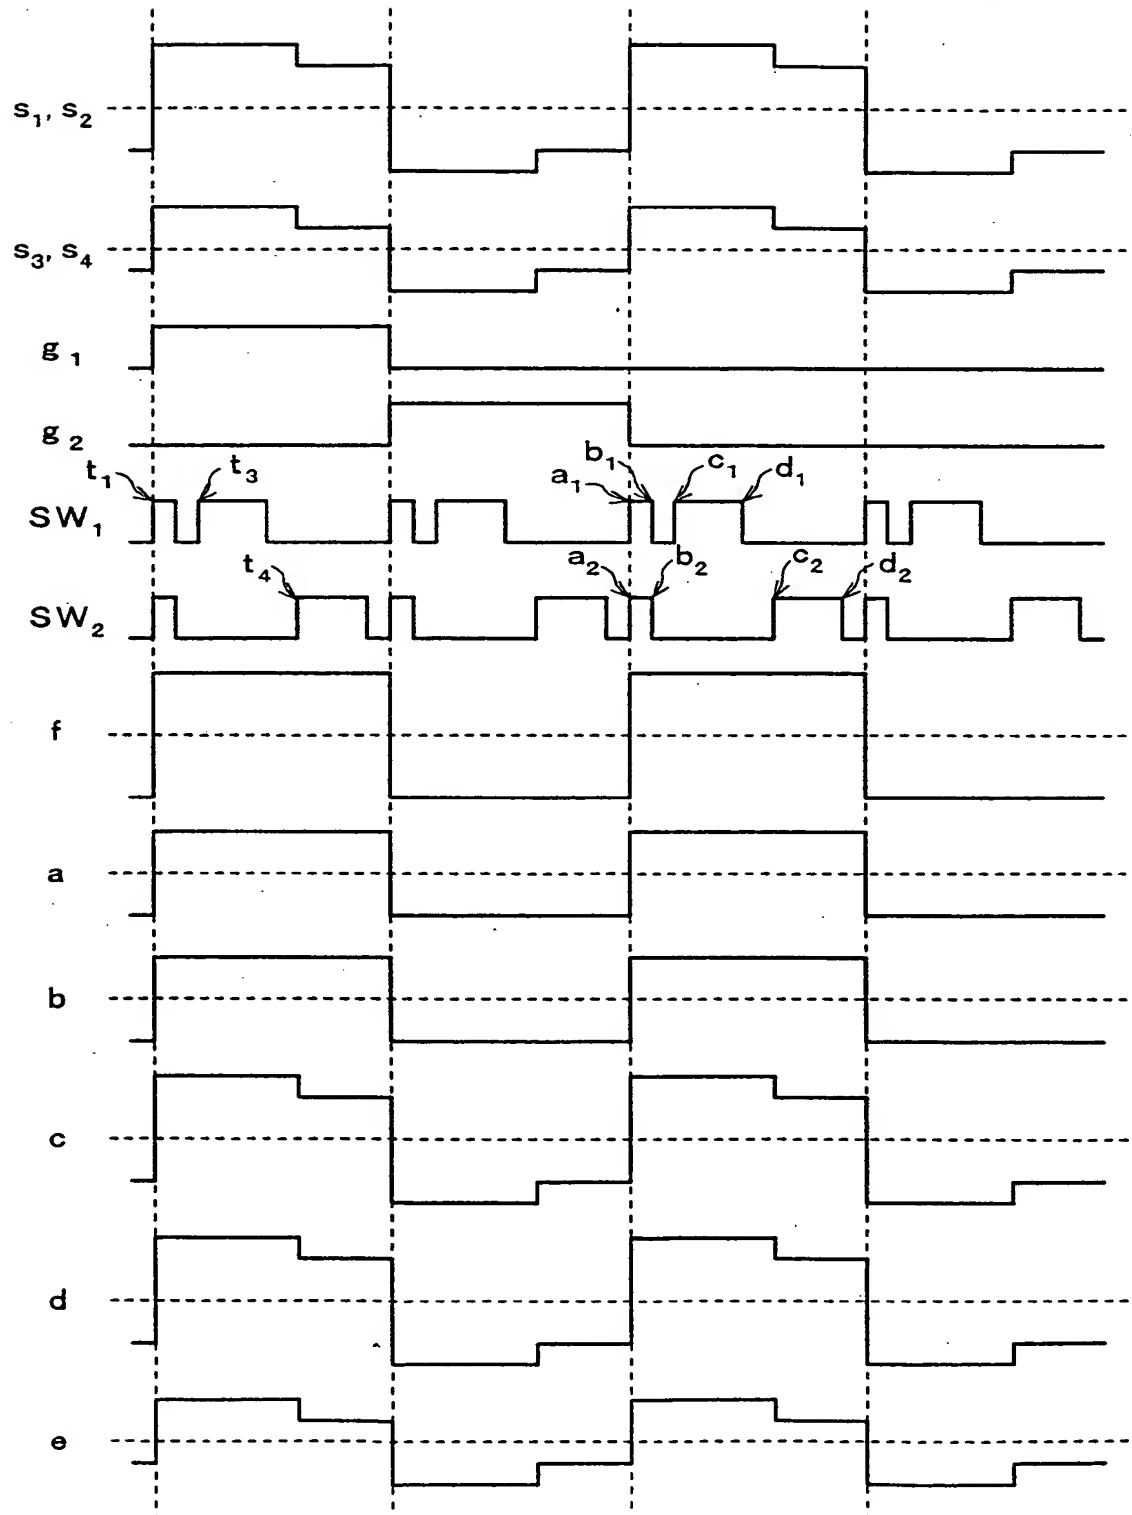 s₁, s₂
s₃, s₄
g₁
g₂
t₁ t₃ a₁ b₁ c₁ d₁
SW₁
t₄ a₂ b₂ c₂ d₂
SW₂
f
a
b
c
d
e